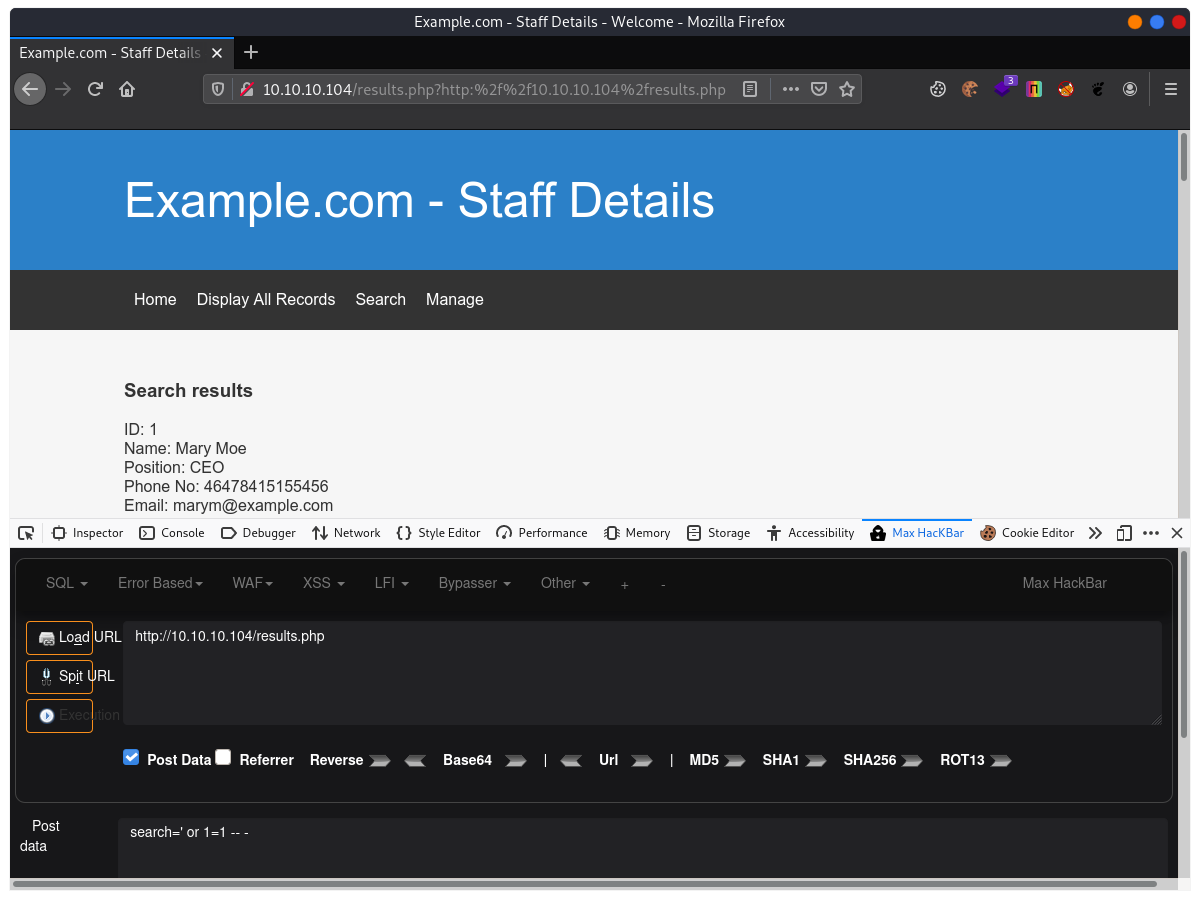 Example.com - Staff Details - Welcome - Mozilla Firefox
Example.com - Staff Details
10.10.10.104/results.php?http:%2f%2f10.10.10.104%2fresults.php
3
Example.com - Staff Details
Home Display All Records Search Manage
Search results
ID: 1
Name: Mary Moe
Position: CEO
Phone No: 46478415155456
Email: marym@example.com
Inspector Console Debugger Network Style Editor Performance Memory Storage Accessibility Max HacKBar Cookie Editor
SQL Error Based WAF XSS LFI Bypasser Other + - Max HackBar
Load URL http://10.10.10.104/results.php
Spit URL
Execution
Post Data Referrer Reverse Base64 | Url | MD5 SHA1 SHA256 ROT13
Post data
search=' or 1=1 -- -